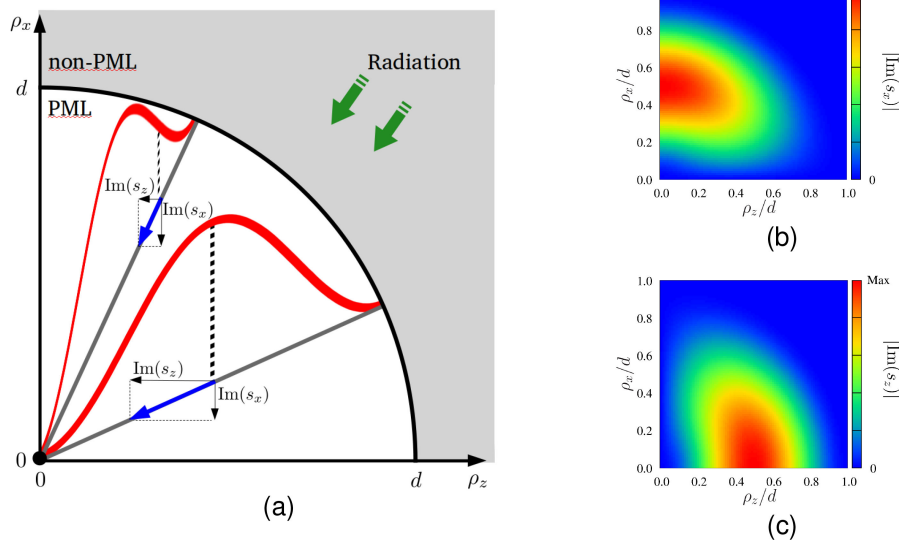 ρx
d
non-PML
PML
Radiation
Im(sz)
Im(sx)
Im(sz)
Im(sx)
0
0
d
ρz
(a)
0.8
0.6
0.4
0.2
0.0
ρx/d
0.0 0.2 0.4 0.6 0.8 1.0
ρz/d
0
|Im(sx)|
(b)
1.0
0.8
0.6
0.4
0.2
0.0
ρx/d
0.0 0.2 0.4 0.6 0.8 1.0
ρz/d
Max
0
|Im(sz)|
(c)